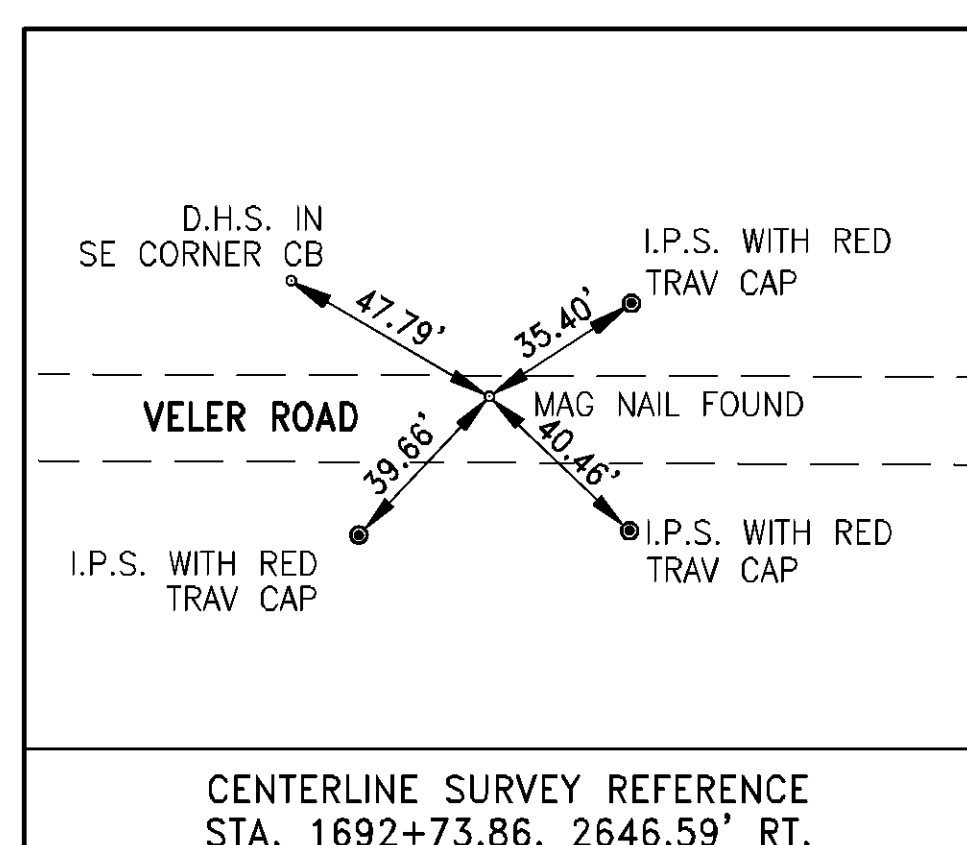 D.H.S. IN
SE CORNER CB
I.P.S. WITH RED
TRAV CAP
47.79'
35.40'
VELER ROAD
MAG NAIL FOUND
39.66'
40.46'
I.P.S. WITH RED
TRAV CAP
I.P.S. WITH RED
TRAV CAP
CENTERLINE SURVEY REFERENCE
STA. 1692+73.86, 2646.59' RT.